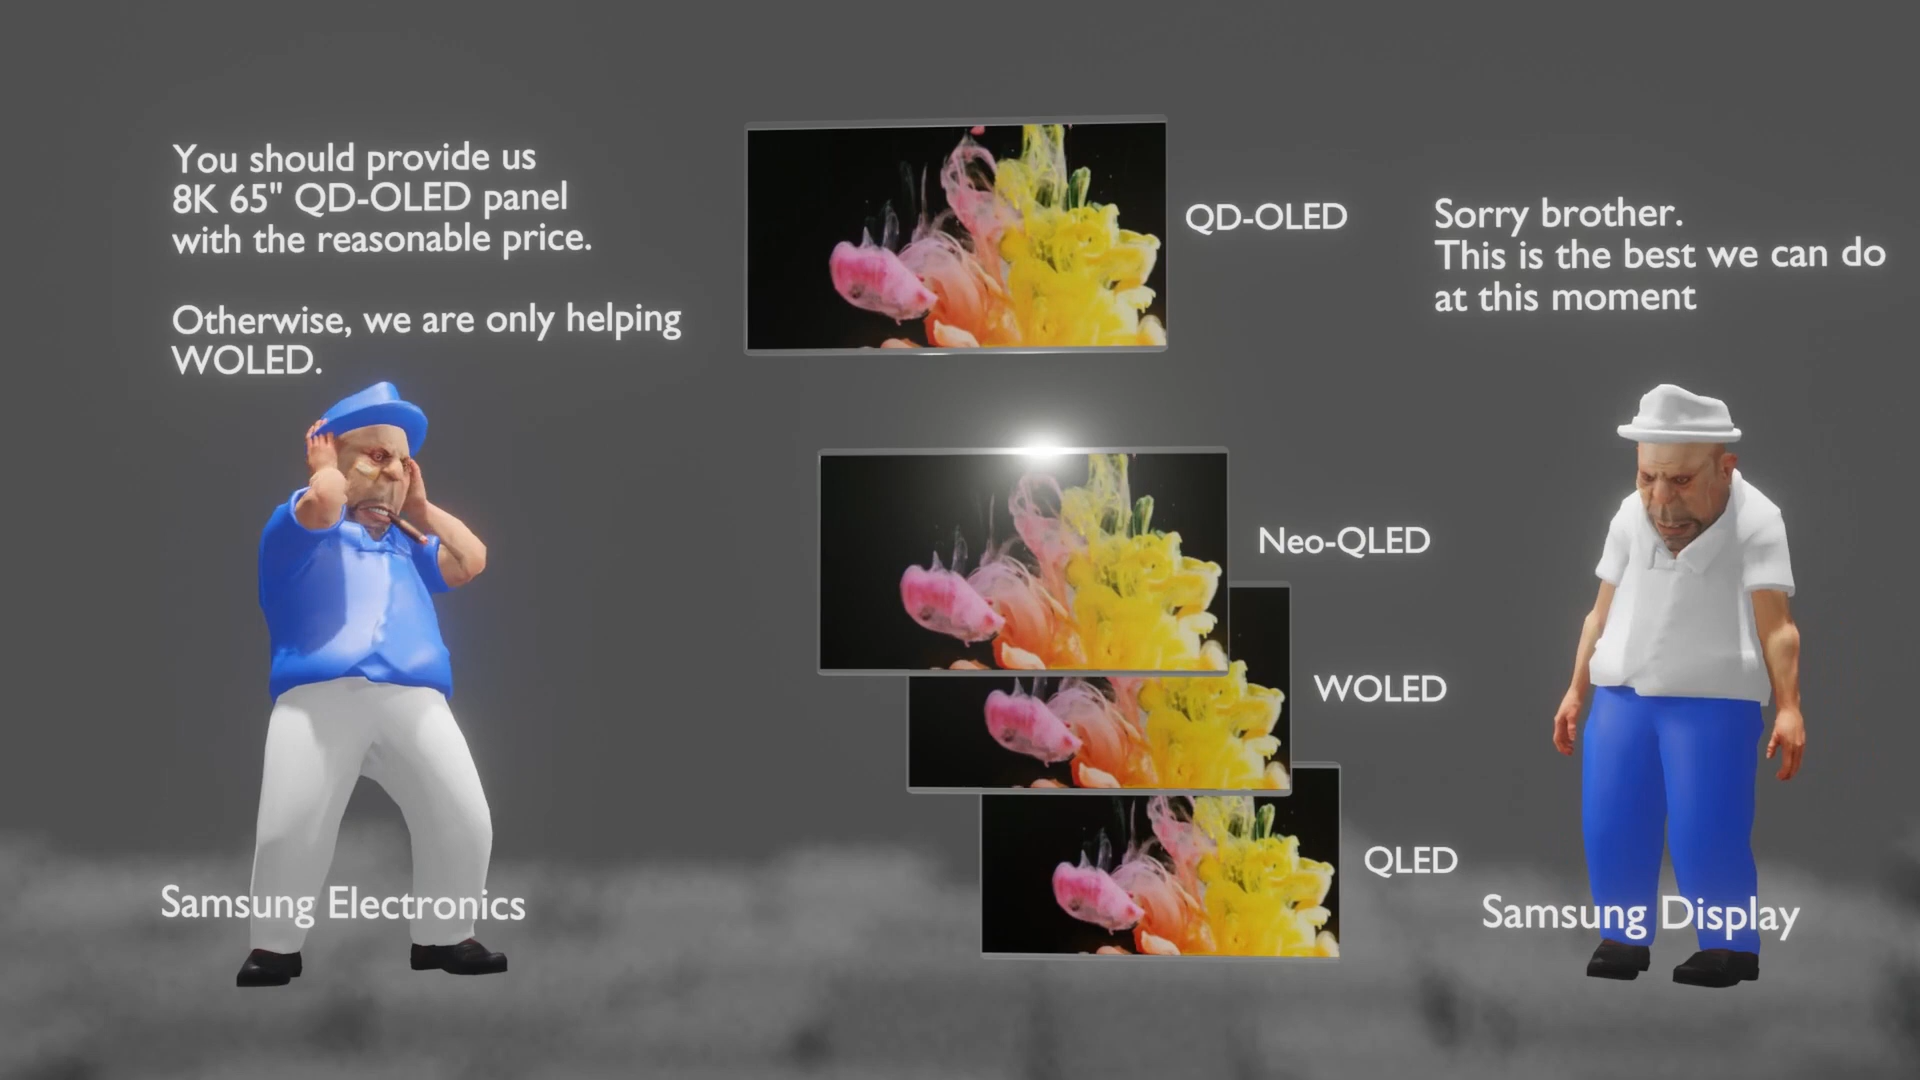 You should provide us
8K 65" QD-OLED panel
with the reasonable price.
Otherwise, we are only helping
WOLED.
QD-OLED
Sorry brother.
This is the best we can do
at this moment
Neo-QLED
WOLED
QLED
Samsung Electronics
Samsung Display